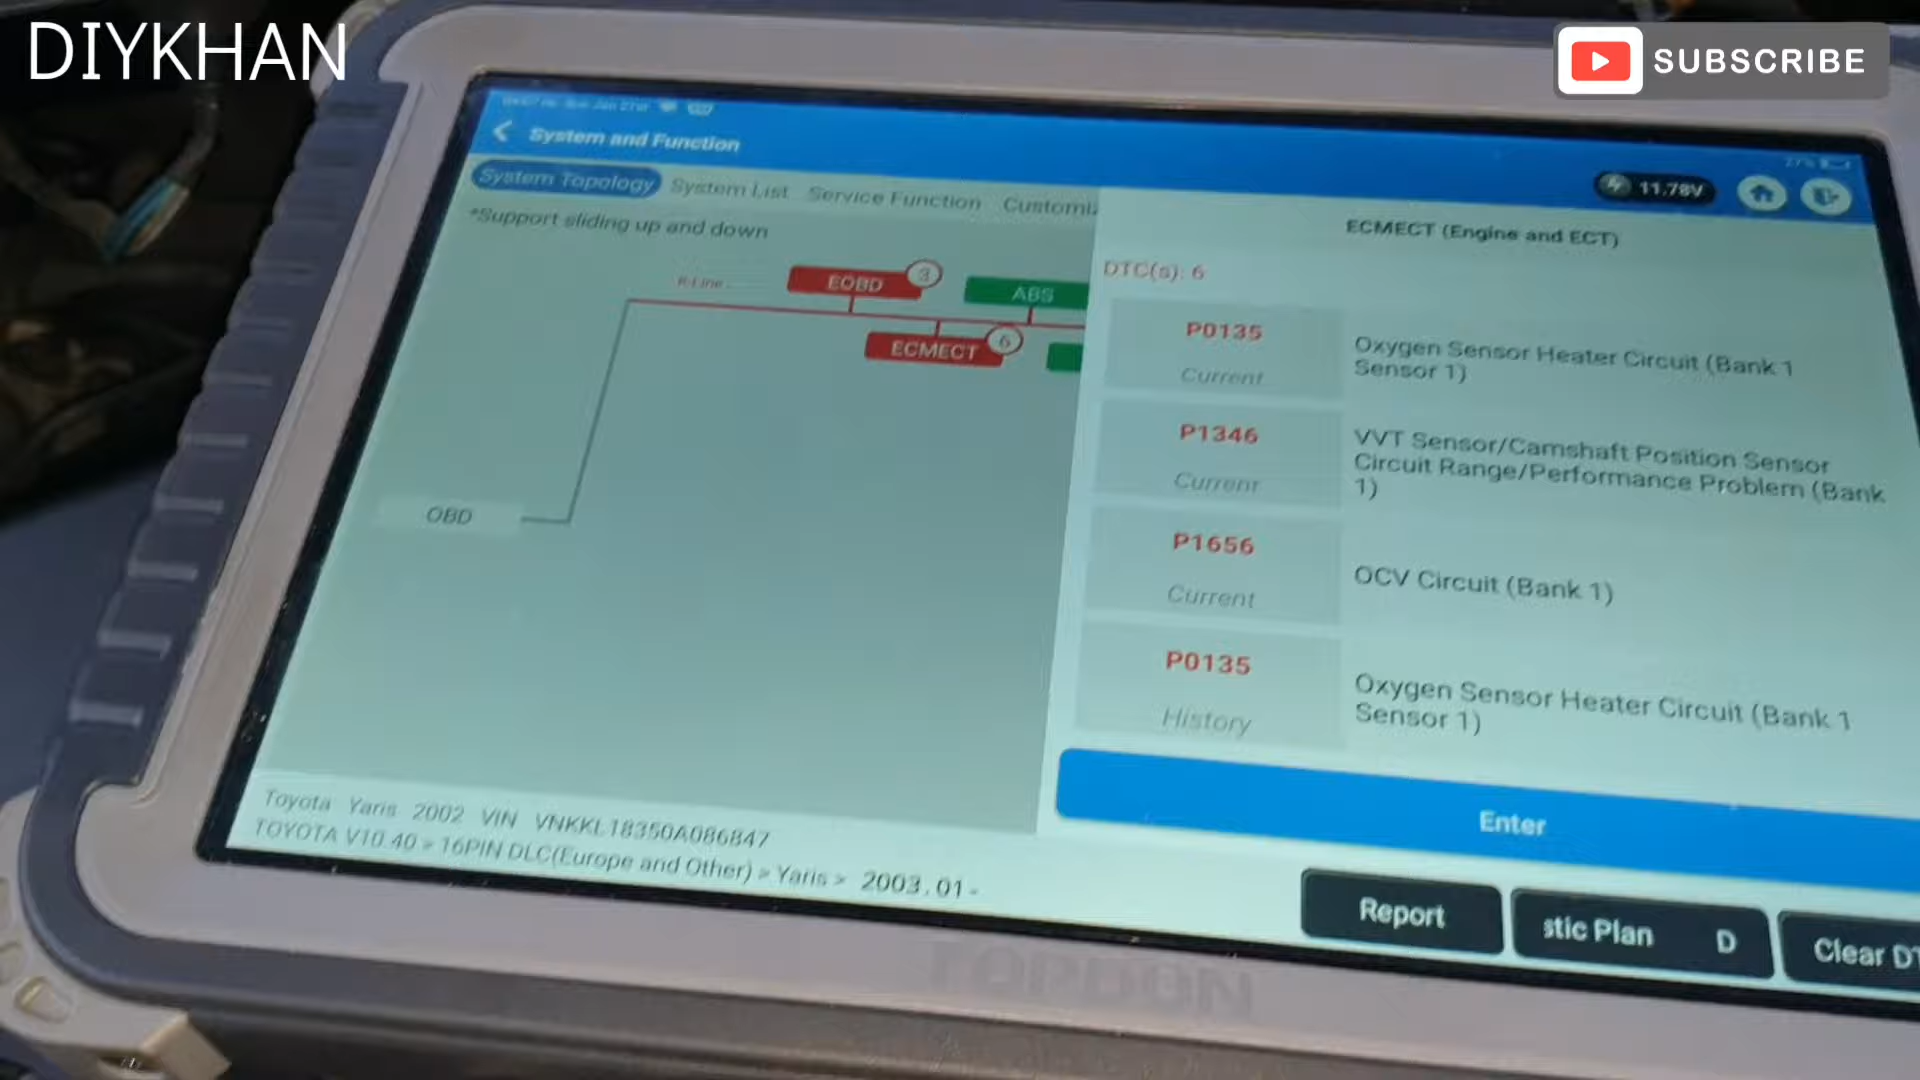 DIYKHAN
SUBSCRIBE
System and Function
27%
11.78V
System Topology System List Service Function Customiz
*Support sliding up and down
EOBD 3
ABS
ECMECT 6
OBD
ECMECT (Engine and ECT)
DTC(s): 6
P0135
Current
Oxygen Sensor Heater Circuit (Bank 1
Sensor 1)
P1346
Current
VVT Sensor/Camshaft Position Sensor
Circuit Range/Performance Problem (Bank
1)
P1656
Current
OCV Circuit (Bank 1)
P0135
History
Oxygen Sensor Heater Circuit (Bank 1
Sensor 1)
Enter
Toyota Yaris 2002 VIN VNKKL18350A086847
TOYOTA V10.40 > 16PIN DLC(Europe and Other) > Yaris > 2003.01-
Report
stic Plan D
Clear DT
TOPDON